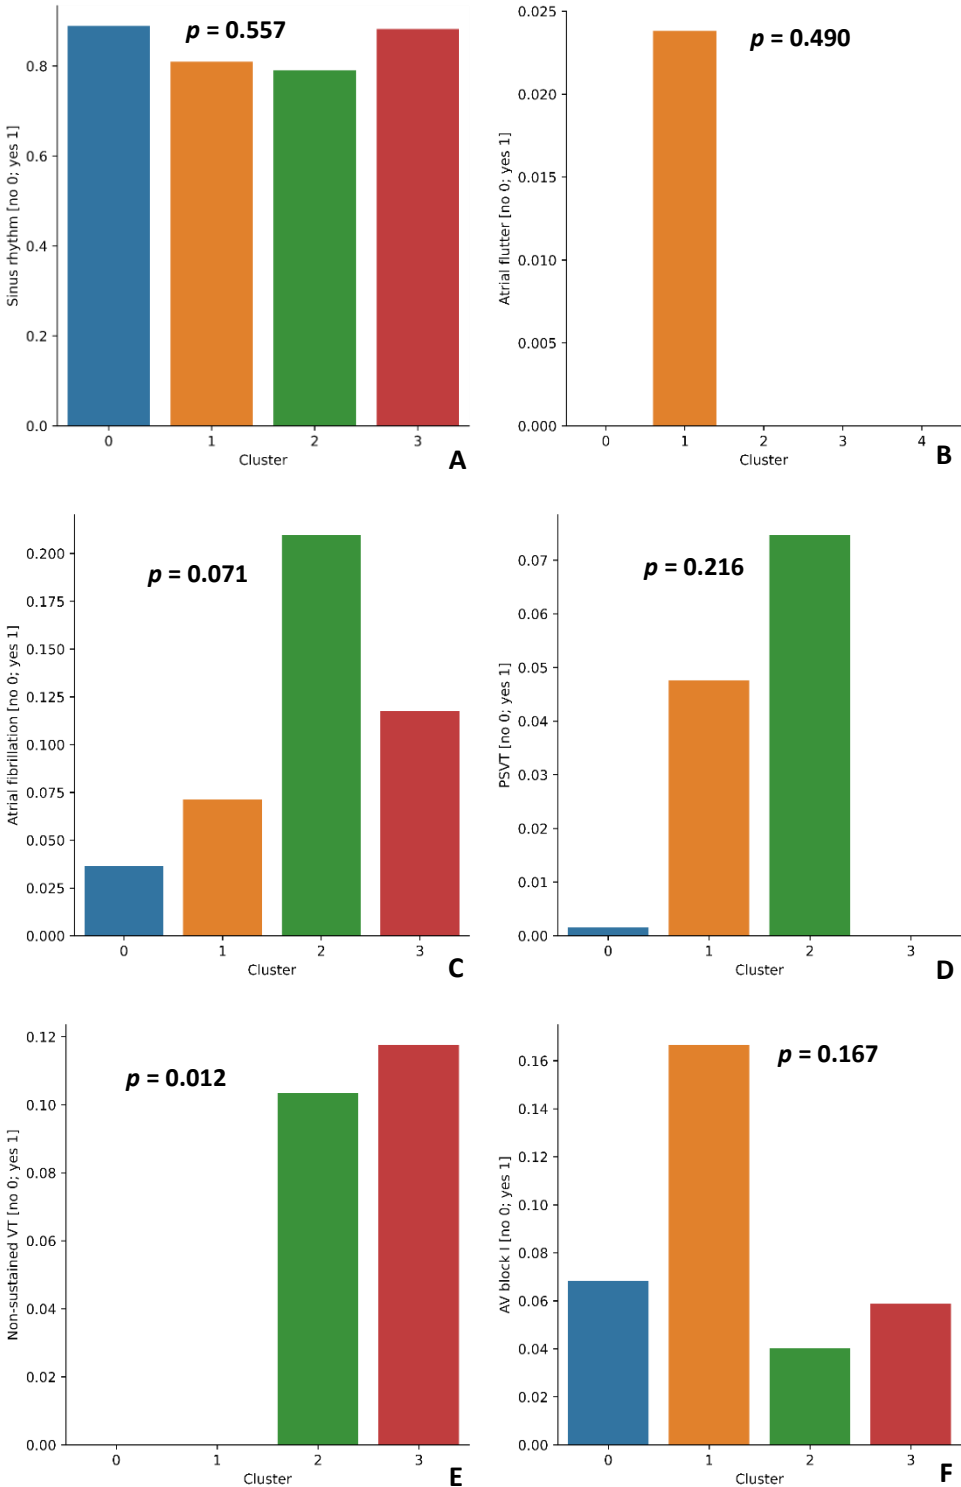 p = 0.557
Sinus rhythm [no 0; yes 1]
0.8
0.6
0.4
0.2
0.0
0 1 2 3
Cluster
A
p = 0.490
Atrial flutter [no 0; yes 1]
0.025
0.020
0.015
0.010
0.005
0.000
0 1 2 3 4
Cluster
B
p = 0.071
Atrial fibrillation [no 0; yes 1]
0.200
0.175
0.150
0.125
0.100
0.075
0.050
0.025
0.000
0 1 2 3
Cluster
C
p = 0.216
PSVT [no 0; yes 1]
0.07
0.06
0.05
0.04
0.03
0.02
0.01
0.00
0 1 2 3
Cluster
D
p = 0.012
Non-sustained VT [no 0; yes 1]
0.12
0.10
0.08
0.06
0.04
0.02
0.00
0 1 2 3
Cluster
E
p = 0.167
AV block I [no 0; yes 1]
0.16
0.14
0.12
0.10
0.08
0.06
0.04
0.02
0.00
0 1 2 3
Cluster
F